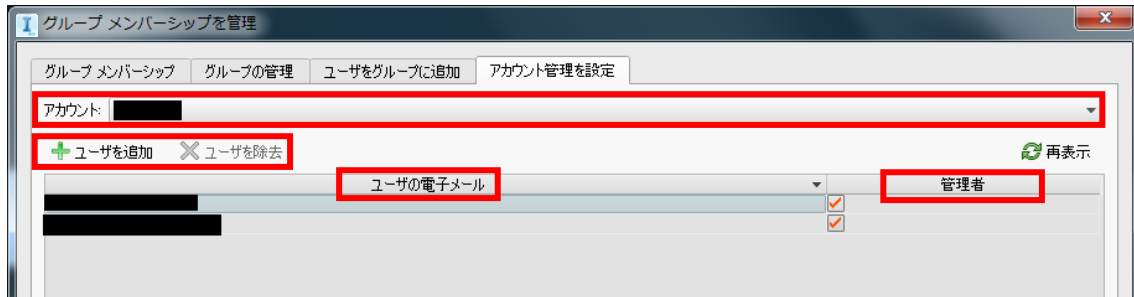 グループ メンバーシップを管理
グループ メンバーシップ グループの管理 ユーザをグループに追加 アカウント管理を設定
アカウント:
ユーザを追加 ユーザを除去 再表示
ユーザの電子メール 管理者